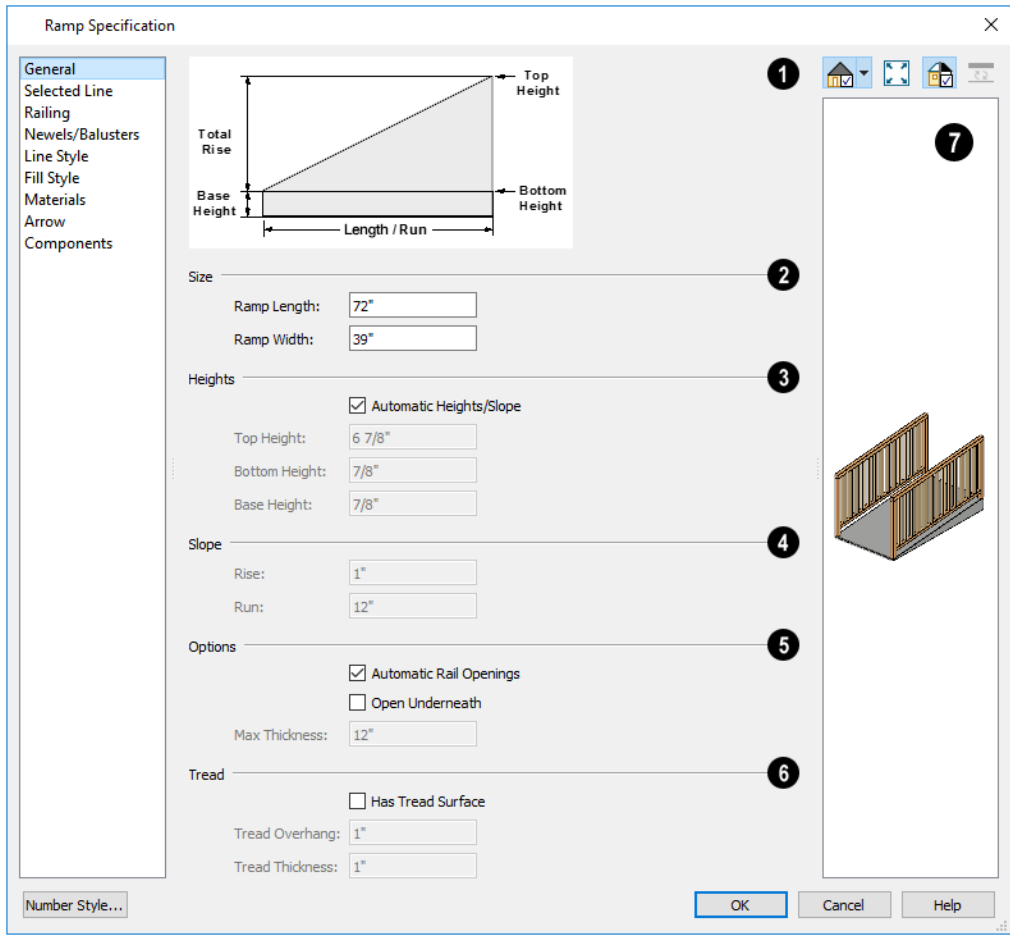 Ramp Specification
General
Selected Line
Railing
Newels/Balusters
Line Style
Fill Style
Materials
Arrow
Components
Top
Height
Total
Rise
Base
Height
Bottom
Height
Length / Run
1
Size
2
Ramp Length: 72"
Ramp Width: 39"
Heights
3
Automatic Heights/Slope
Top Height: 6 7/8"
Bottom Height: 7/8"
Base Height: 7/8"
Slope
4
Rise: 1"
Run: 12"
Options
5
Automatic Rail Openings
Open Underneath
Max Thickness: 12"
Tread
6
Has Tread Surface
Tread Overhang: 1"
Tread Thickness: 1"
7
Number Style...
OK
Cancel
Help